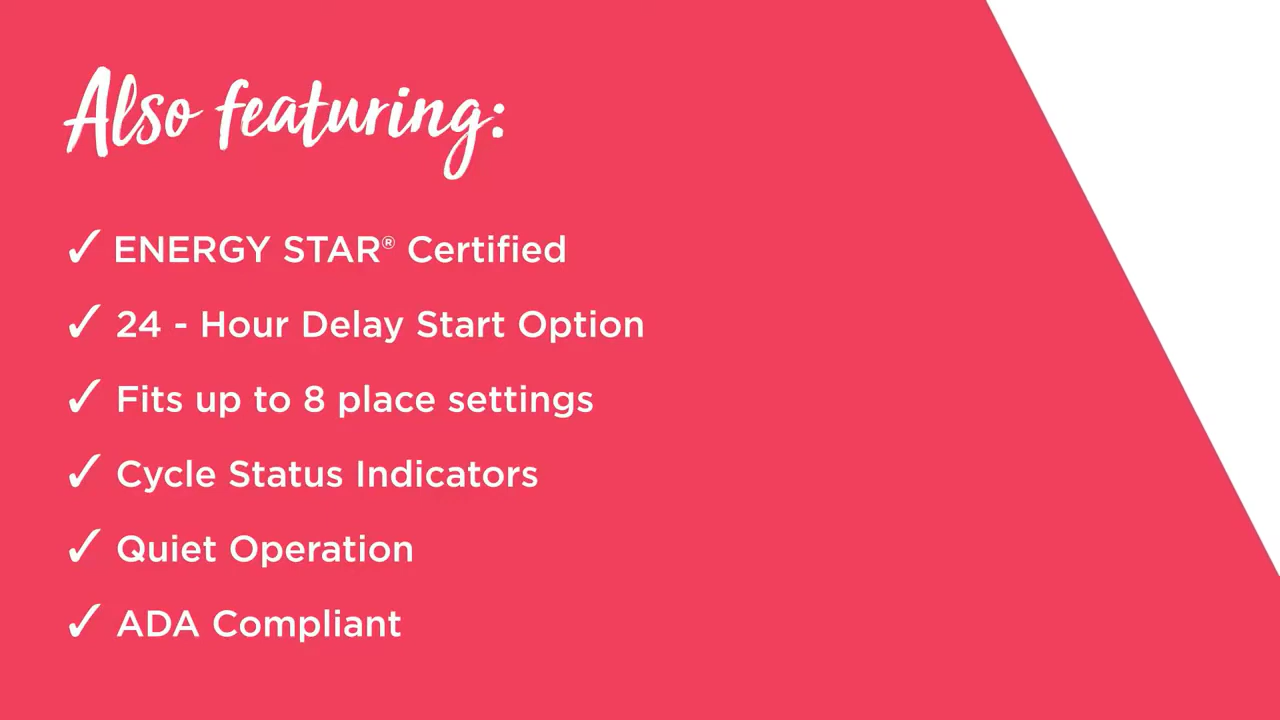 Also featuring:
✓ ENERGY STAR® Certified
✓ 24 - Hour Delay Start Option
✓ Fits up to 8 place settings
✓ Cycle Status Indicators
✓ Quiet Operation
✓ ADA Compliant